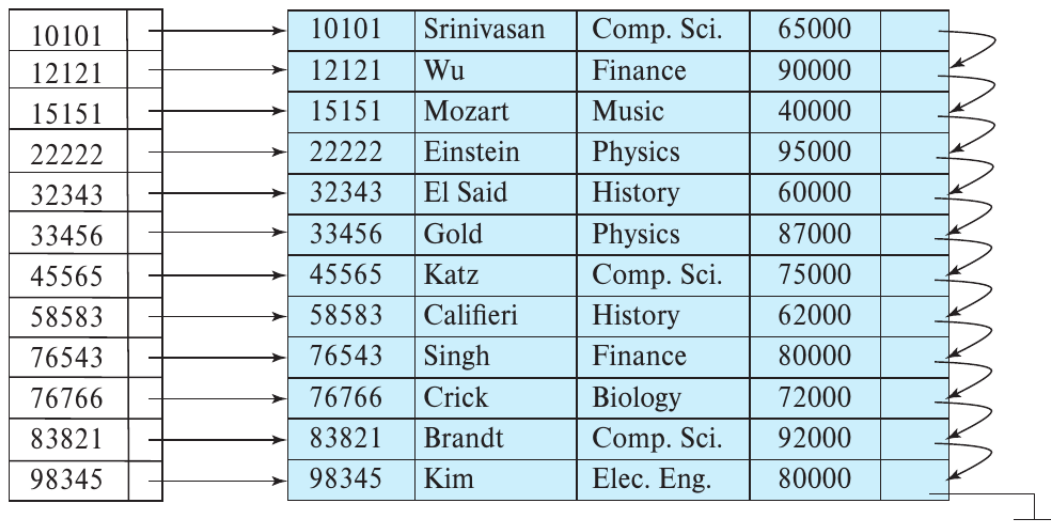 10101 10101 Srinivasan Comp. Sci. 65000
12121 12121 Wu Finance 90000
15151 15151 Mozart Music 40000
22222 22222 Einstein Physics 95000
32343 32343 El Said History 60000
33456 33456 Gold Physics 87000
45565 45565 Katz Comp. Sci. 75000
58583 58583 Califieri History 62000
76543 76543 Singh Finance 80000
76766 76766 Crick Biology 72000
83821 83821 Brandt Comp. Sci. 92000
98345 98345 Kim Elec. Eng. 80000